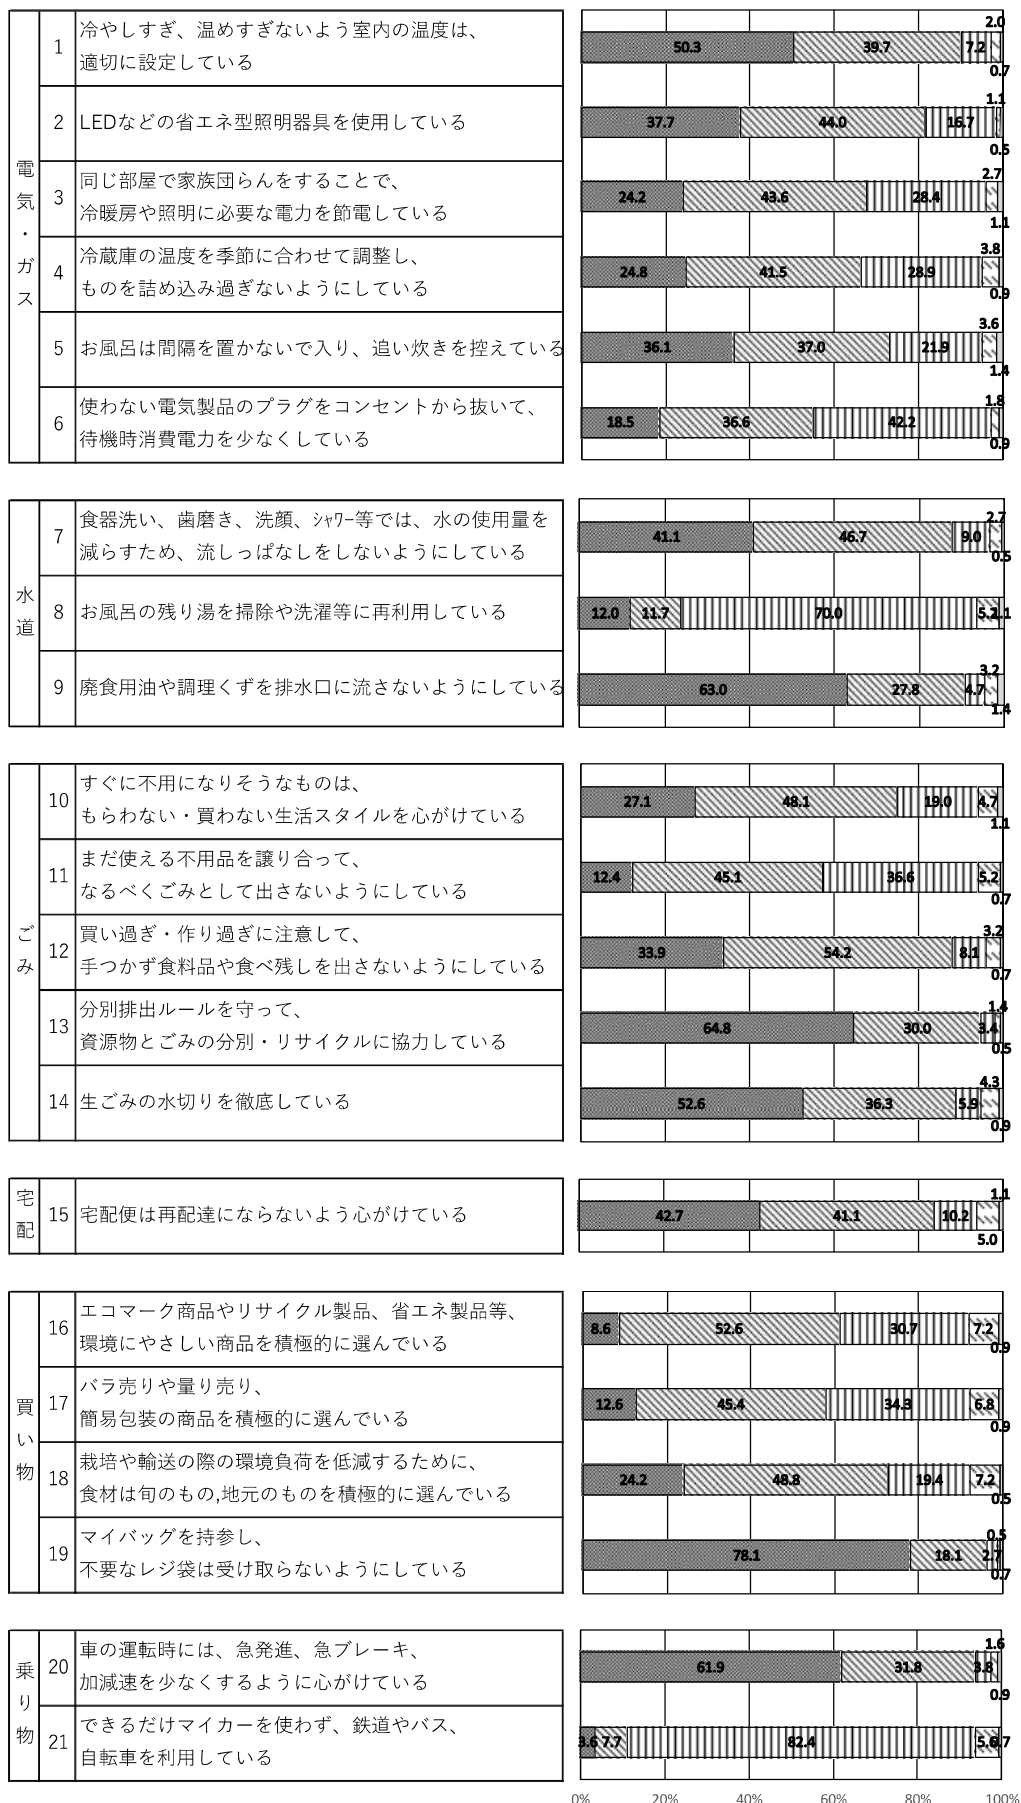 電気・ガス
1 冷やしすぎ、温めすぎないよう室内の温度は、
適切に設定している
50.3 39.7 7.2 2.0 0.7
2 LEDなどの省エネ型照明器具を使用している
37.7 44.0 16.7 1.1 0.5
3 同じ部屋で家族団らんをすることで、
冷暖房や照明に必要な電力を節電している
24.2 43.6 28.4 2.7 1.1
4 冷蔵庫の温度を季節に合わせて調整し、
ものを詰め込み過ぎないようにしている
24.8 41.5 28.9 3.8 0.9
5 お風呂は間隔を置かないで入り、追い炊きを控えている
36.1 37.0 21.9 3.6 1.4
6 使わない電気製品のプラグをコンセントから抜いて、
待機時消費電力を少なくしている
18.5 36.6 42.2 1.8 0.9
水道
7 食器洗い、歯磨き、洗顔、ｼｬﾜｰ等では、水の使用量を
減らすため、流しっぱなしをしないようにしている
41.1 46.7 9.0 2.7 0.5
8 お風呂の残り湯を掃除や洗濯等に再利用している
12.0 11.7 70.0 5.2 1.1
9 廃食用油や調理くずを排水口に流さないようにしている
63.0 27.8 4.7 3.2 1.4
ごみ
10 すぐに不用になりそうなものは、
もらわない・買わない生活スタイルを心がけている
27.1 48.1 19.0 4.7 1.1
11 まだ使える不用品を譲り合って、
なるべくごみとして出さないようにしている
12.4 45.1 36.6 5.2 0.7
12 買い過ぎ・作り過ぎに注意して、
手つかず食料品や食べ残しを出さないようにしている
33.9 54.2 8.1 3.2 0.7
13 分別排出ルールを守って、
資源物とごみの分別・リサイクルに協力している
64.8 30.0 3.4 1.4 0.5
14 生ごみの水切りを徹底している
52.6 36.3 5.9 4.3 0.9
宅配
15 宅配便は再配達にならないよう心がけている
42.7 41.1 10.2 5.0 1.1
買い物
16 エコマーク商品やリサイクル製品、省エネ製品等、
環境にやさしい商品を積極的に選んでいる
8.6 52.6 30.7 7.2 0.9
17 バラ売りや量り売り、
簡易包装の商品を積極的に選んでいる
12.6 45.4 34.3 6.8 0.9
18 栽培や輸送の際の環境負荷を低減するために、
食材は旬のもの,地元のものを積極的に選んでいる
24.2 48.8 19.4 7.2 0.5
19 マイバッグを持参し、
不要なレジ袋は受け取らないようにしている
78.1 18.1 2.7 0.5 0.7
乗り物
20 車の運転時には、急発進、急ブレーキ、
加減速を少なくするように心がけている
61.9 31.8 3.8 1.6 0.9
21 できるだけマイカーを使わず、鉄道やバス、
自転車を利用している
3.6 7.7 82.4 5.6 0.7
0% 20% 40% 60% 80% 100%